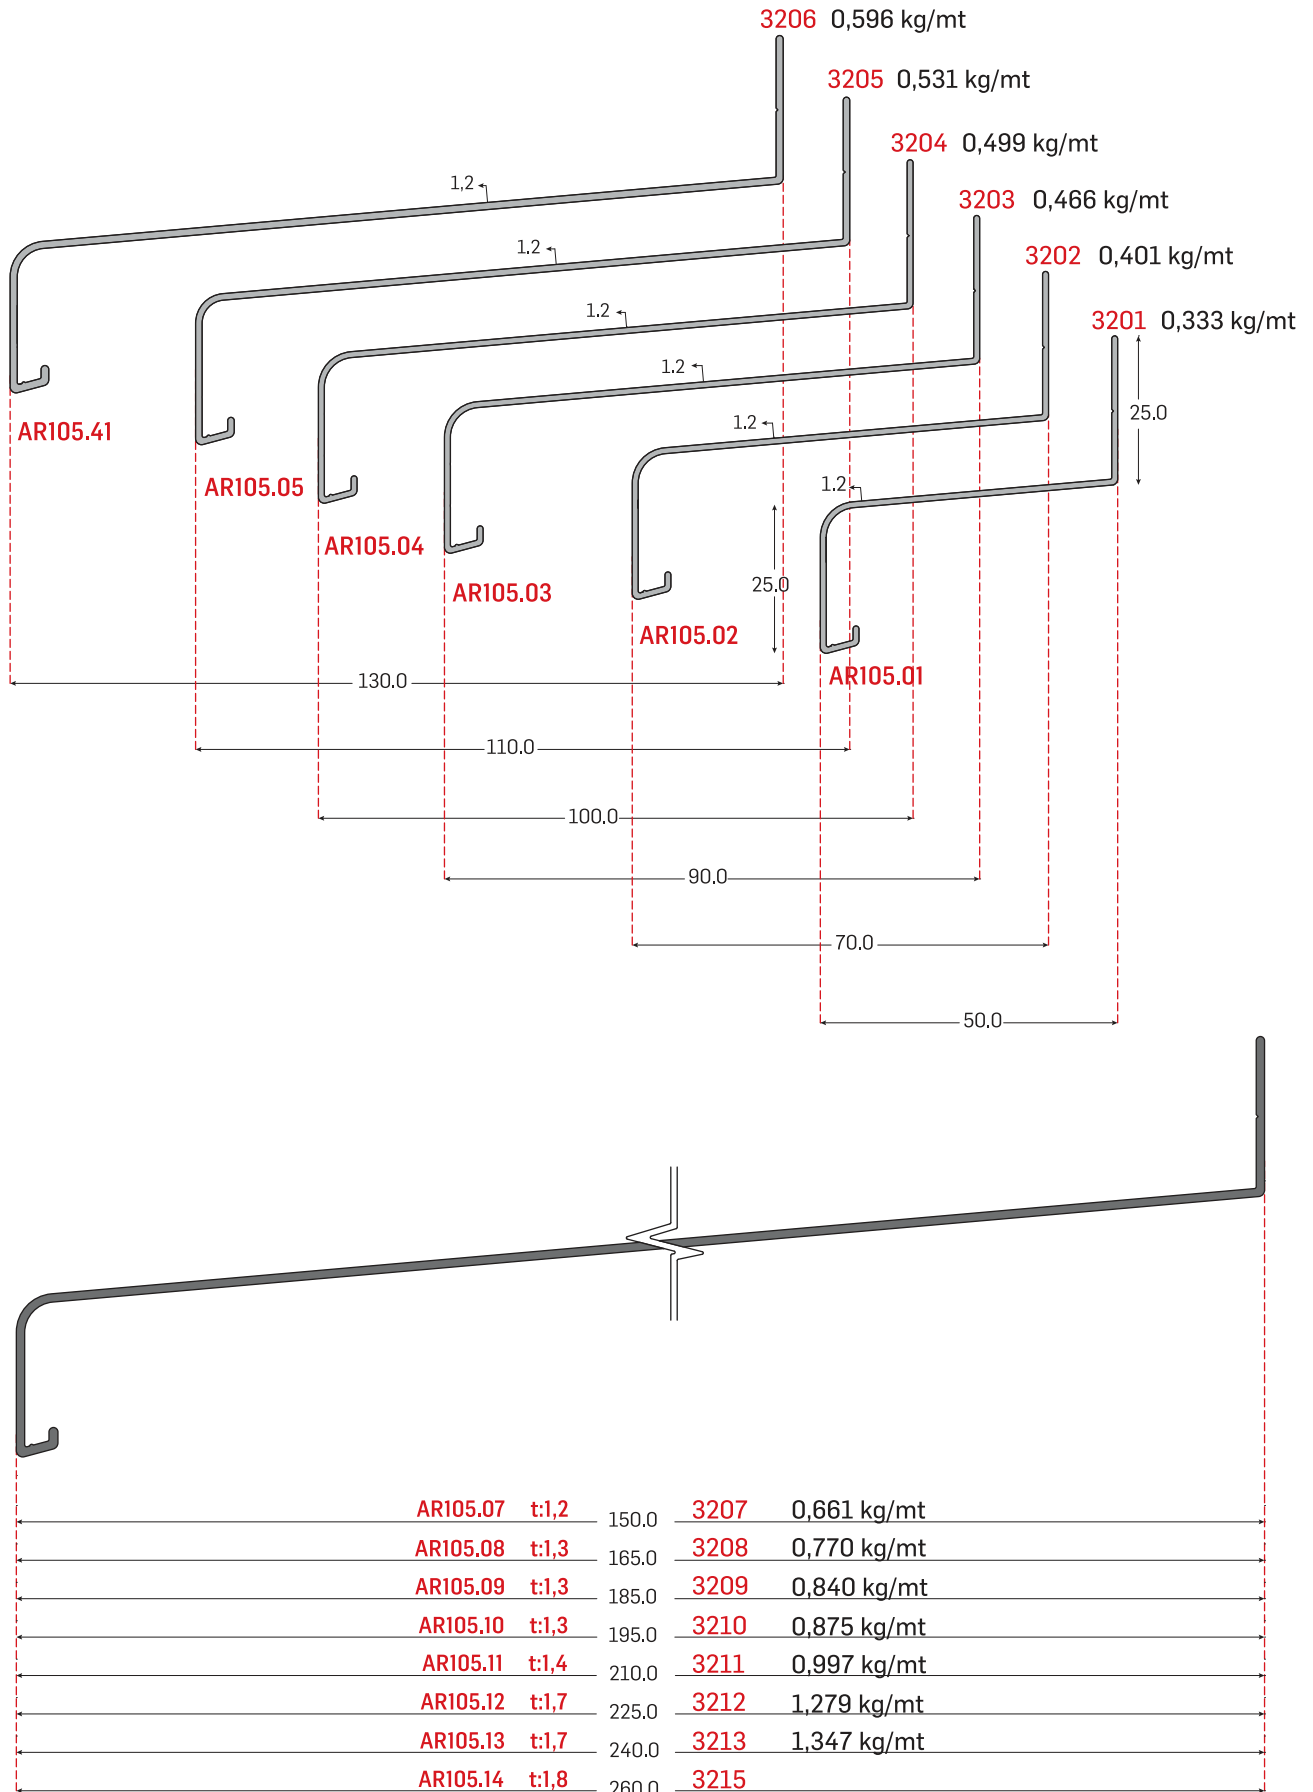 3206 0,596 kg/mt
3205 0,531 kg/mt
3204 0,499 kg/mt
1,2
3203 0,466 kg/mt
1.2
3202 0,401 kg/mt
1.2
3201 0,333 kg/mt
1.2
25.0
1.2
AR105.41
1.2
AR105.05
AR105.04
25.0
AR105.03
AR105.02
AR105.01
130.0
110.0
100.0
90.0
70.0
50.0
AR105.07 t:1,2 150.0 3207 0,661 kg/mt
AR105.08 t:1,3 165.0 3208 0,770 kg/mt
AR105.09 t:1,3 185.0 3209 0,840 kg/mt
AR105.10 t:1,3 195.0 3210 0,875 kg/mt
AR105.11 t:1,4 210.0 3211 0,997 kg/mt
AR105.12 t:1,7 225.0 3212 1,279 kg/mt
AR105.13 t:1,7 240.0 3213 1,347 kg/mt
AR105.14 t:1,8 260.0 3215